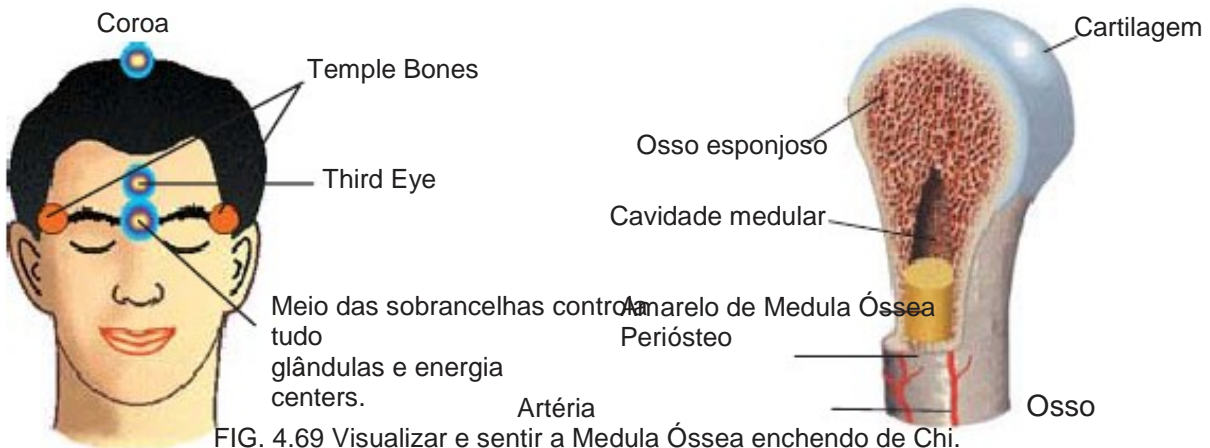 Coroa
Temple Bones
Third Eye
Meio das sobrancelhas controla
tudo
glândulas e energia
centers.
Cartilagem
Osso esponjoso
Cavidade medular
Amarelo de Medula Óssea
Periósteo
Artéria
Osso
FIG. 4.69 Visualizar e sentir a Medula Óssea enchendo de Chi.